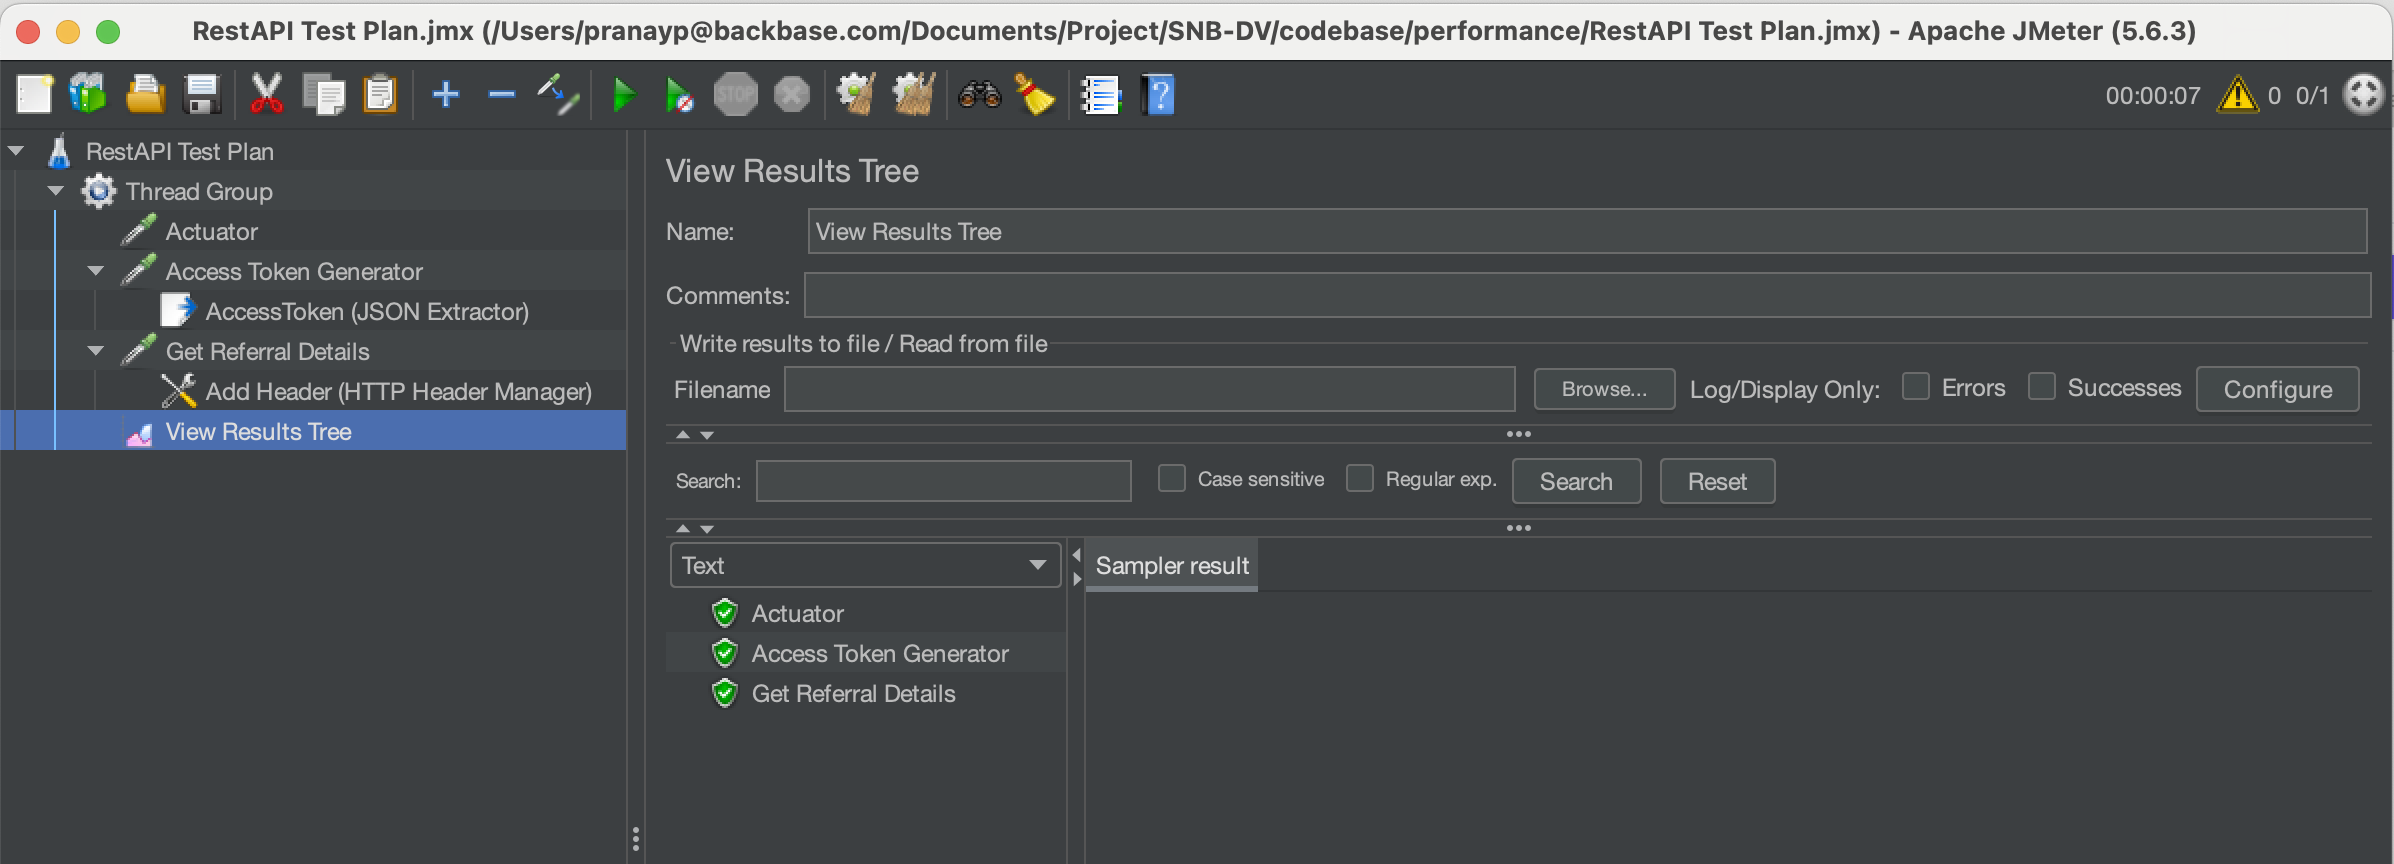 RestAPI Test Plan.jmx (/Users/pranayp@backbase.com/Documents/Project/SNB-DV/codebase/performance/RestAPI Test Plan.jmx) - Apache JMeter (5.6.3)
STOP
?
00:00:07 0 0/1
RestAPI Test Plan
Thread Group
Actuator
Access Token Generator
AccessToken (JSON Extractor)
Get Referral Details
Add Header (HTTP Header Manager)
View Results Tree
View Results Tree
Name: View Results Tree
Comments:
Write results to file / Read from file
Filename Browse... Log/Display Only: Errors Successes Configure
Search: Case sensitive Regular exp. Search Reset
Text Sampler result
Actuator
Access Token Generator
Get Referral Details